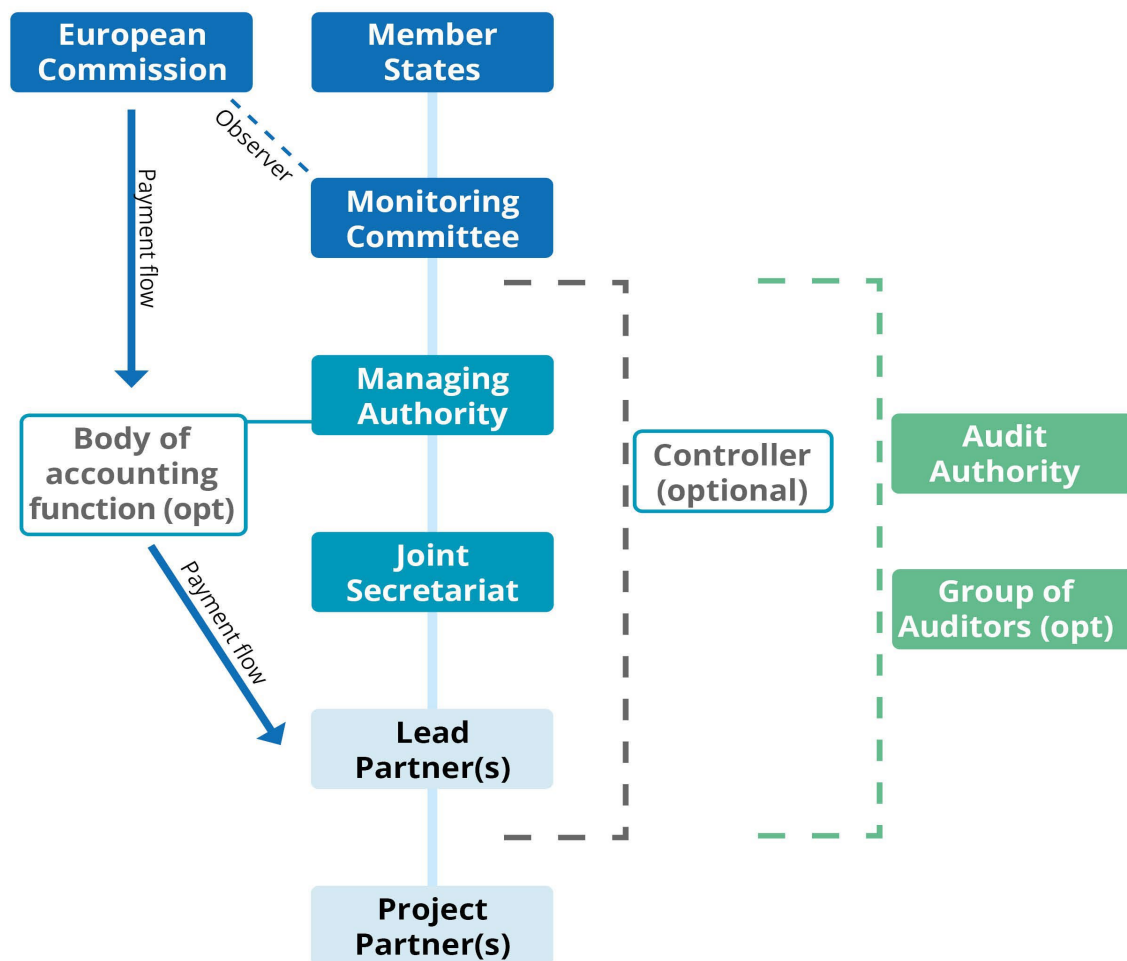 European
Commission
Member
States
Observer
Payment flow
Monitoring
Committee
Managing
Authority
Body of
accounting
function (opt)
Controller
(optional)
Audit
Authority
Joint
Secretariat
Group of
Auditors (opt)
Payment flow
Lead
Partner(s)
Project
Partner(s)